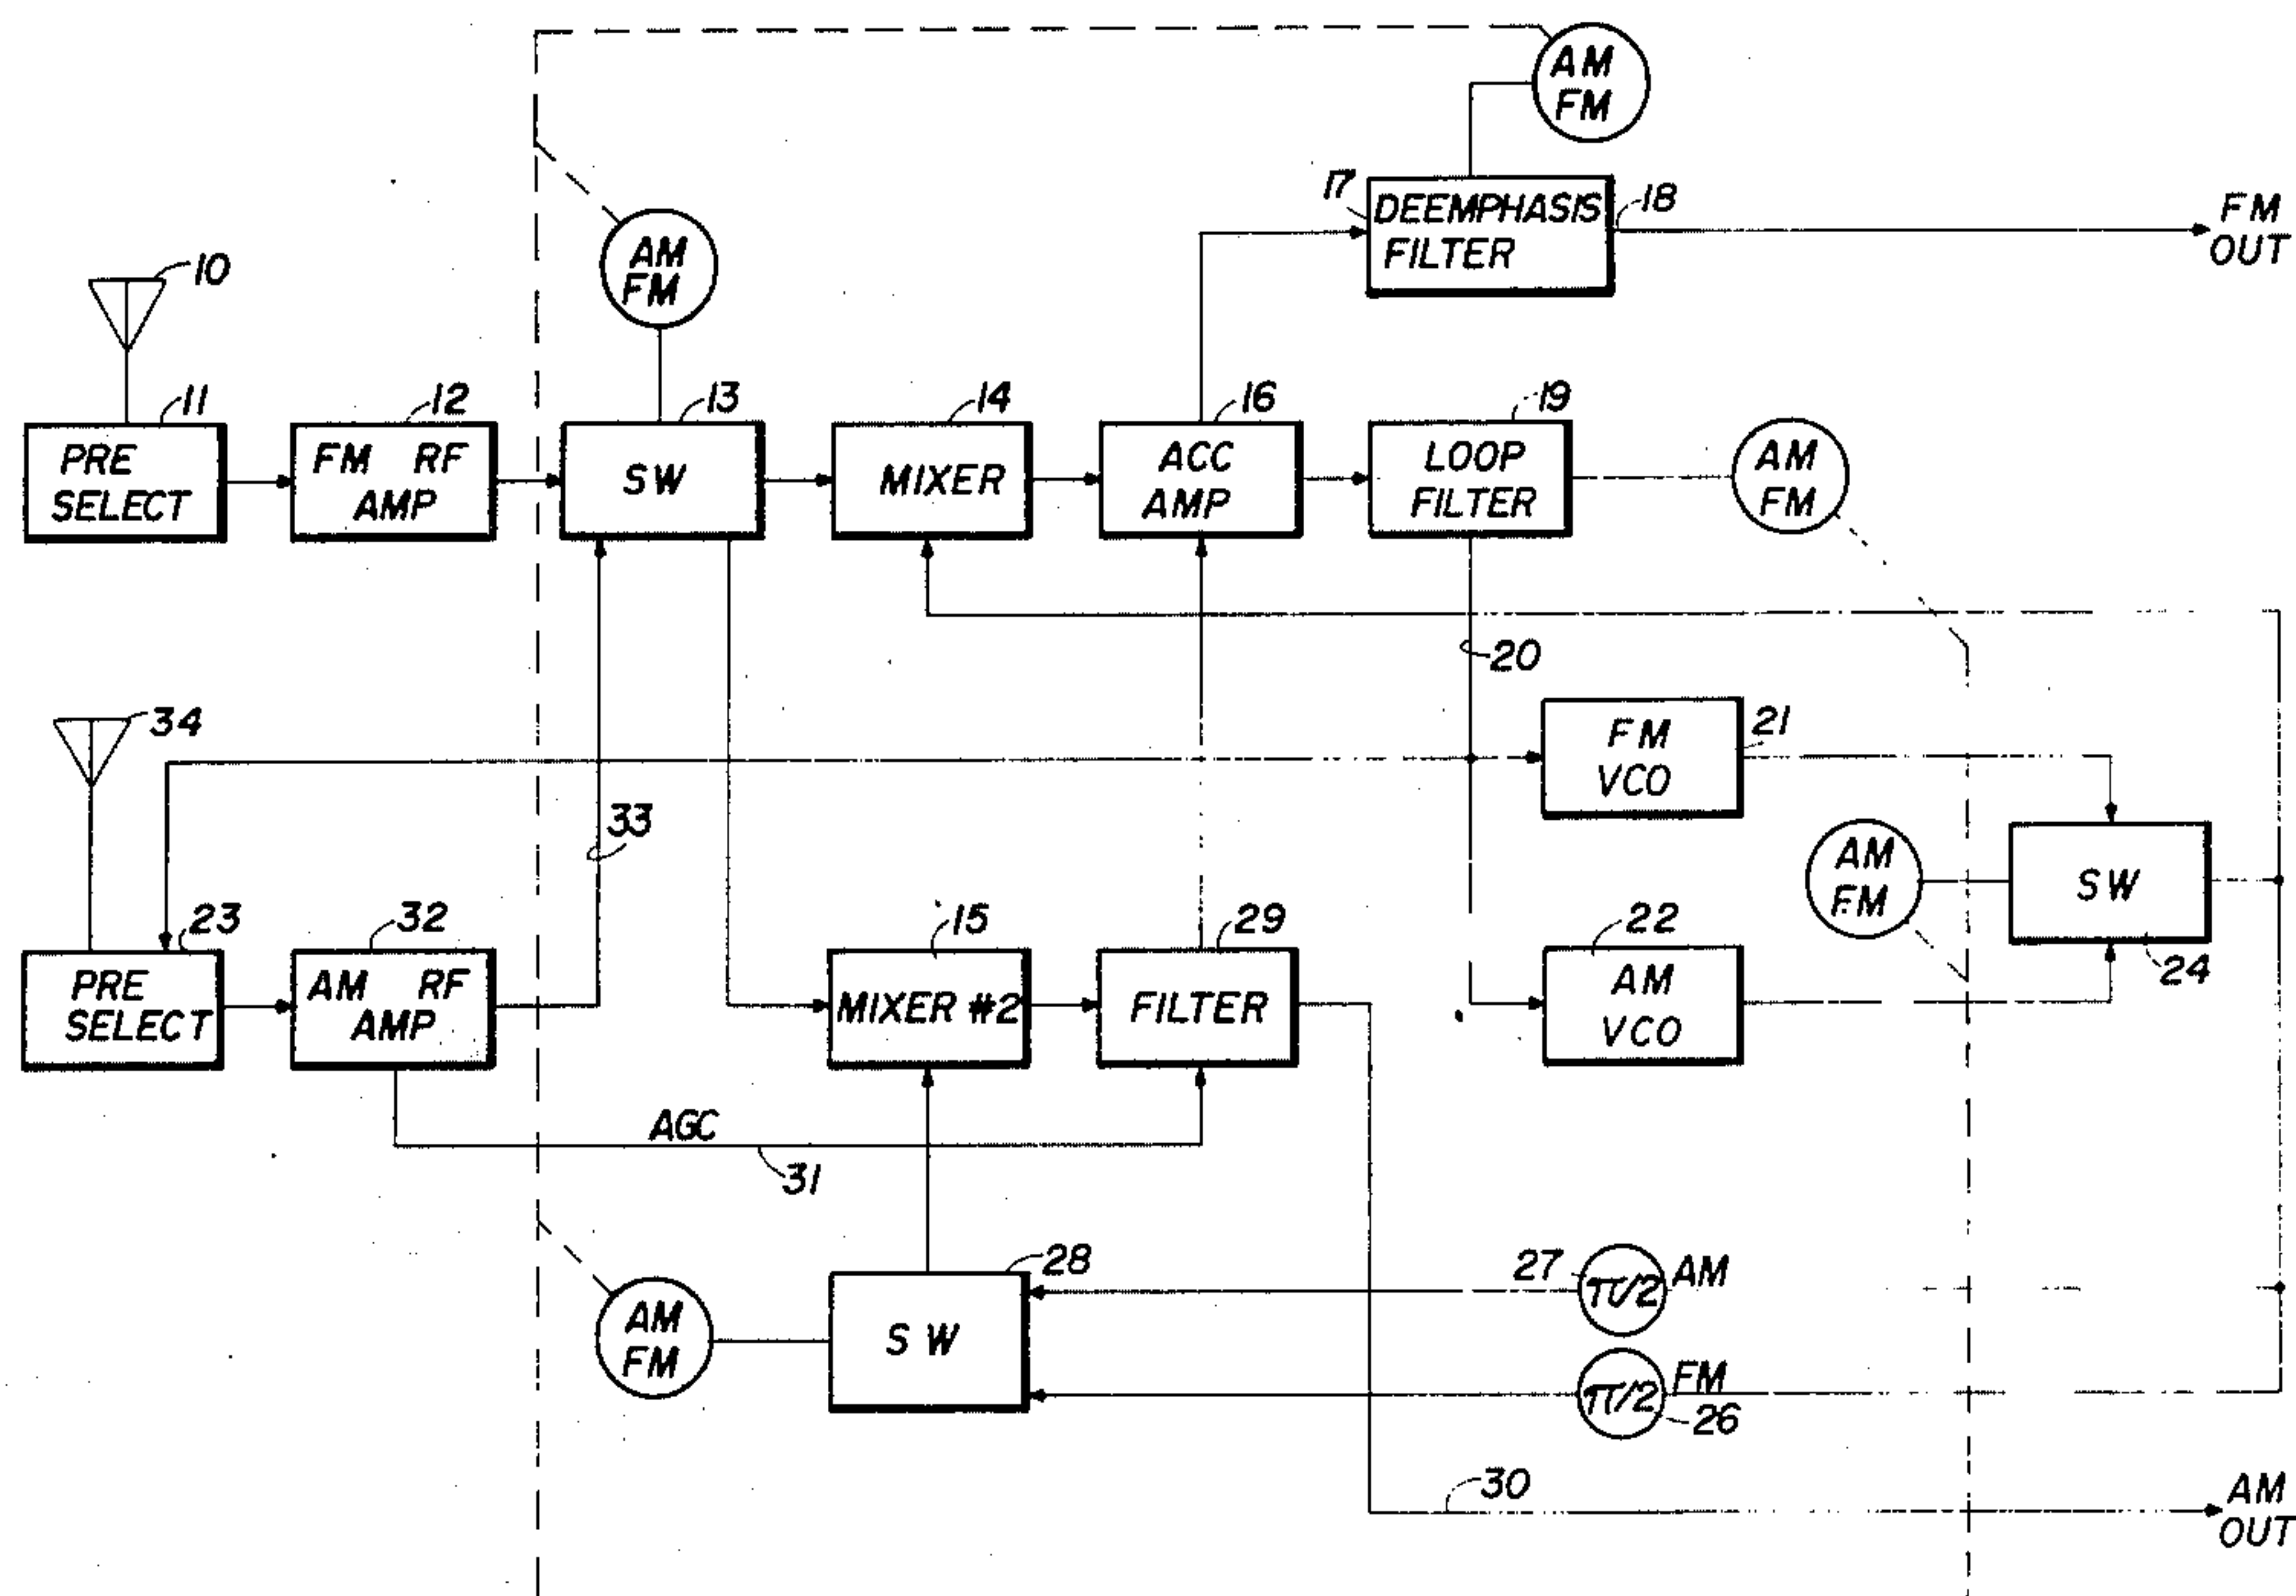 AM
FM
17
DEEMPHASIS
FILTER
18
FM
OUT
10
AM
FM
11
PRE
SELECT
12
FM RF
AMP
13
SW
14
MIXER
16
ACC
AMP
19
LOOP
FILTER
AM
FM
20
34
21
FM
VCO
33
AM
FM
SW
24
23
PRE
SELECT
32
AM RF
AMP
15
MIXER #2
29
FILTER
22
AM
VCO
AGC
31
28
SW
AM
FM
27
π/2
AM
π/2
FM
26
30
AM
OUT